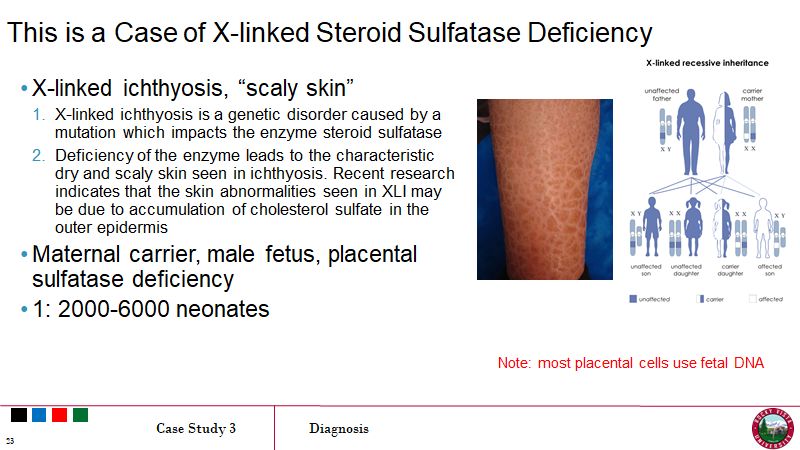 This is a Case of X-linked Steroid Sulfatase Deficiency
• X-linked ichthyosis, “scaly skin”
1. X-linked ichthyosis is a genetic disorder caused by a
mutation which impacts the enzyme steroid sulfatase
2. Deficiency of the enzyme leads to the characteristic
dry and scaly skin seen in ichthyosis. Recent research
indicates that the skin abnormalities seen in XLI may
be due to accumulation of cholesterol sulfate in the
outer epidermis
• Maternal carrier, male fetus, placental
sulfatase deficiency
• 1: 2000-6000 neonates
X-linked recessive inheritance
unaffected
father
carrier
mother
X Y
X X
X Y
X X
X X
X Y
unaffected
son
unaffected
daughter
carrier
daughter
affected
son
unaffected
carrier
affected
Note: most placental cells use fetal DNA
Case Study 3
Diagnosis
23
ROCKY VISTA
UNIVERSITY